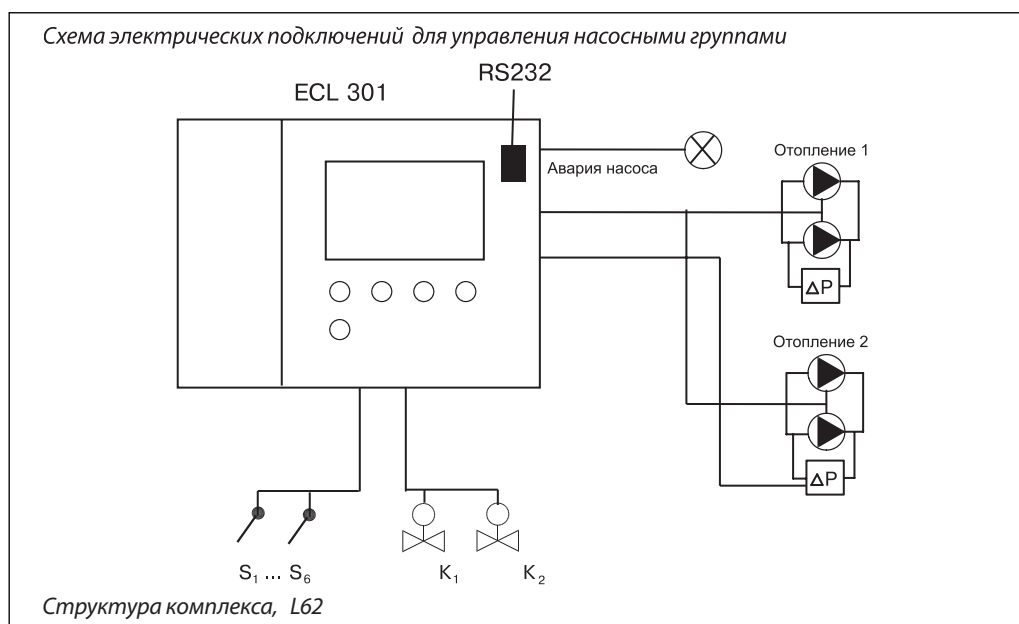 Схема электрических подключений для управления насосными группами
RS232
ECL 301
Авария насоса
Отопление 1
ΔP
Отопление 2
ΔP
S₁ ... S₆
K₁
K₂
Структура комплекса, L62